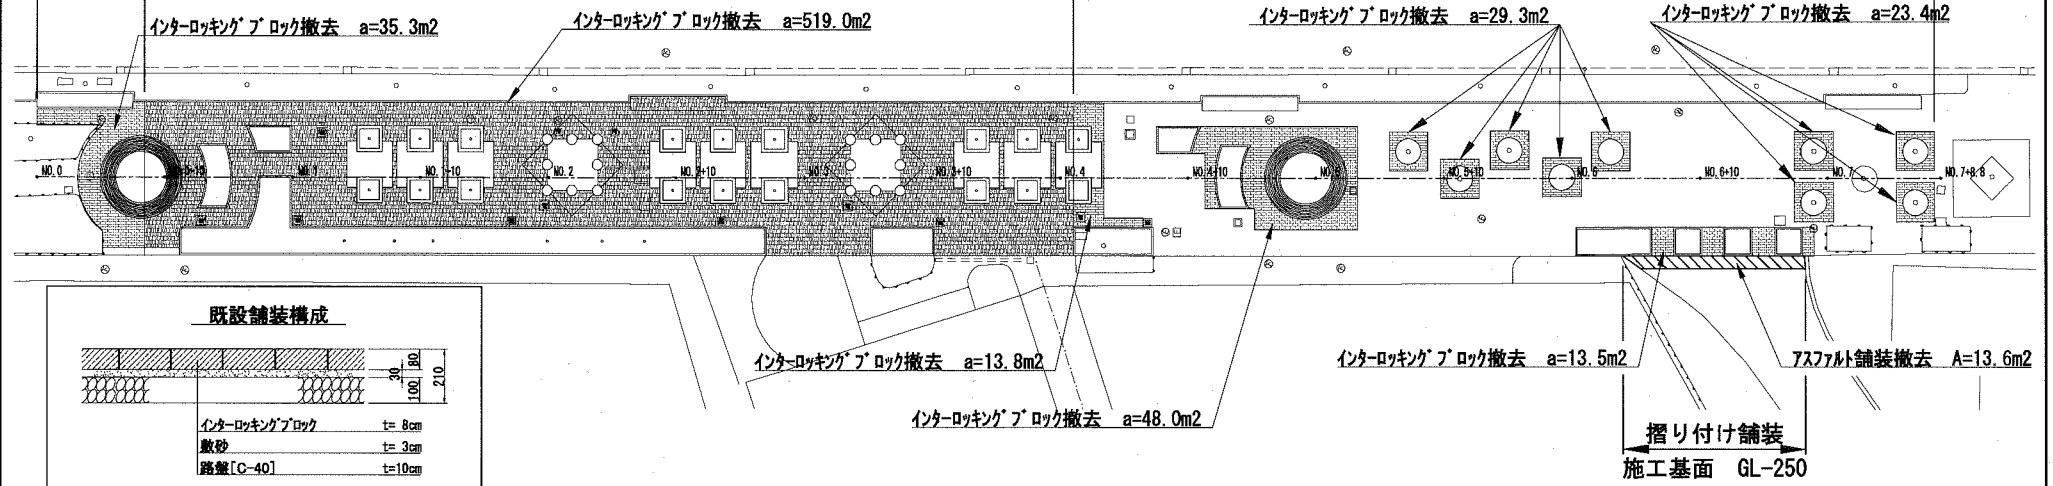 インターロッキングブロック撤去 a=35.3m2
インターロッキングブロック撤去 a=519.0m2
インターロッキングブロック撤去 a=29.3m2
インターロッキングブロック撤去 a=23.4m2
NO.0
NO.1
NO.1+10
NO.2
NO.2+10
NO.3
NO.3+10
NO.4
NO.4+10
NO.5+10
NO.6
NO.6+10
NO.7
NO.7+8.8
既設舗装構成
80
30
100
210
インターロッキングブロック t= 8cm
敷砂 t= 3cm
路盤[C-40] t=10cm
インターロッキングブロック撤去 a=13.8m2
インターロッキングブロック撤去 a=48.0m2
インターロッキングブロック撤去 a=13.5m2
アスファルト舗装撤去 A=13.6m2
摺り付け舗装
施工基面 GL-250